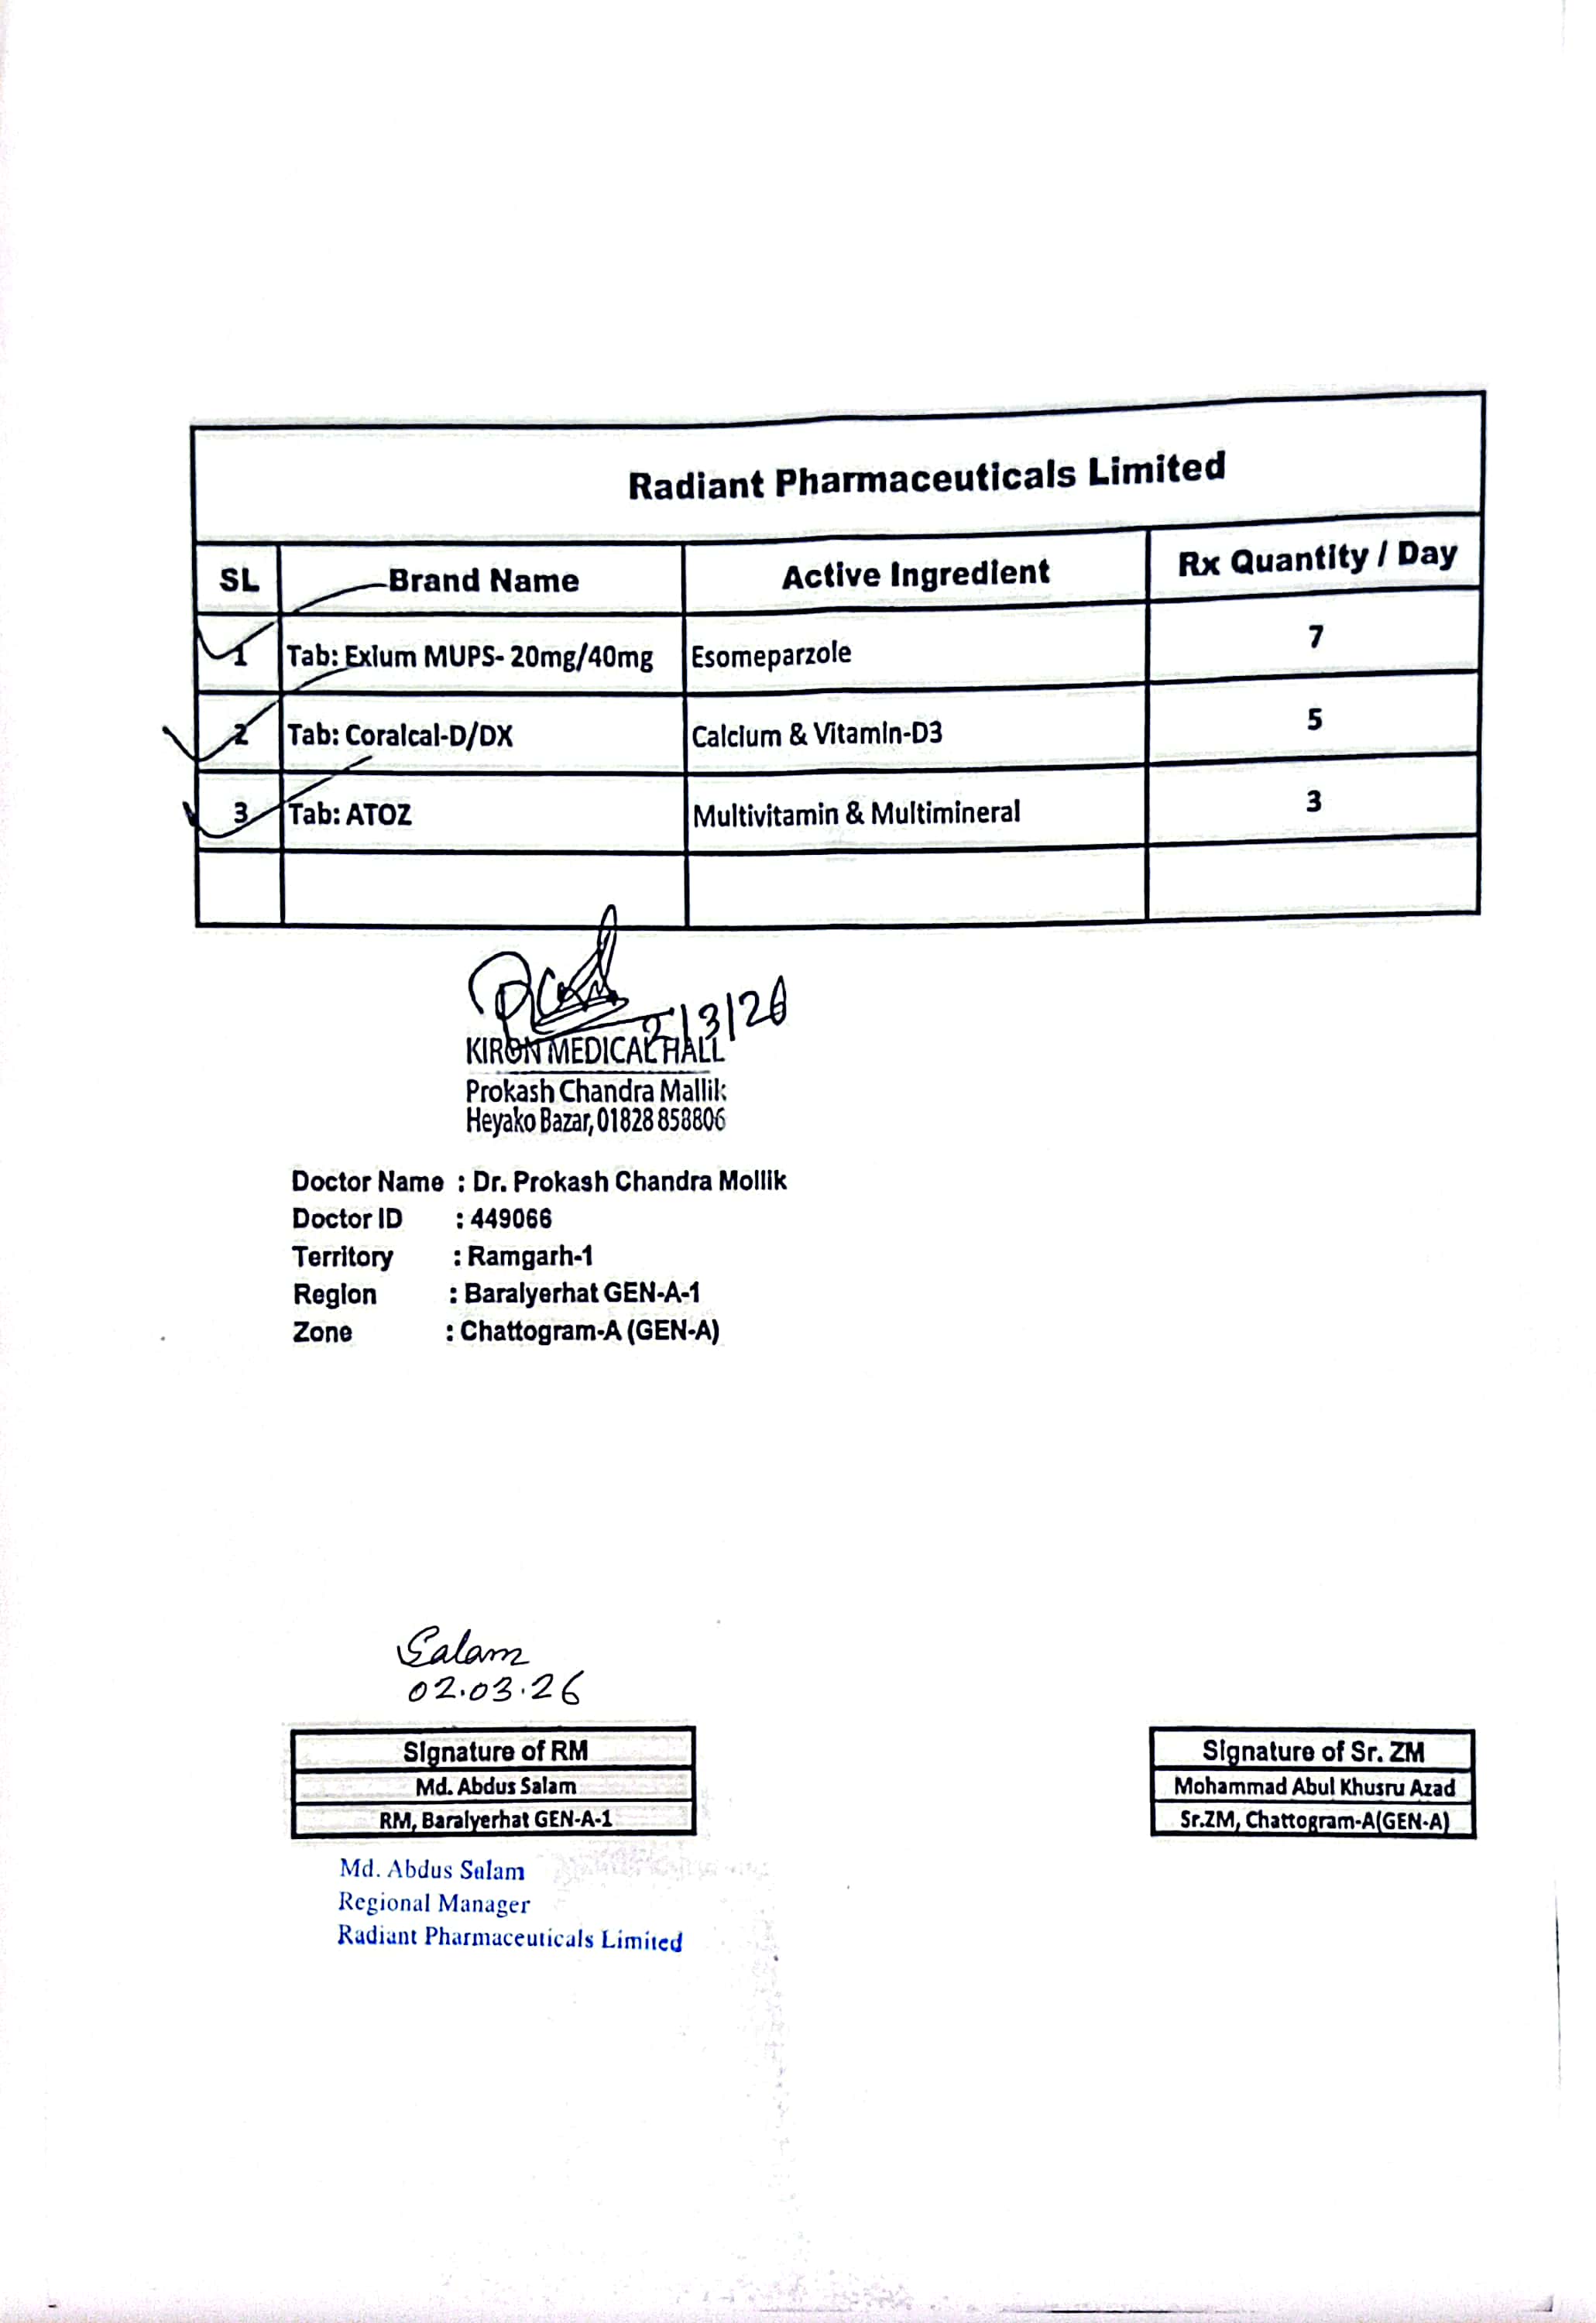 Radiant Pharmaceuticals Limited
SL Brand Name Active Ingredient Rx Quantity / Day
1 Tab: Exium MUPS- 20mg/40mg Esomeparzole 7
2 Tab: Coralcal-D/DX Calcium & Vitamin-D3 5
3 Tab: ATOZ Multivitamin & Multimineral 3
2/3/26
KIRON MEDICAL HALL
Prokash Chandra Mallik
Heyako Bazar, 01828 858806
Doctor Name : Dr. Prokash Chandra Mollik
Doctor ID : 449066
Territory : Ramgarh-1
Region : Baraiyerhat GEN-A-1
Zone : Chattogram-A (GEN-A)
Salam
02.03.26
Signature of RM
Md. Abdus Salam
RM, Baraiyerhat GEN-A-1
Signature of Sr. ZM
Mohammad Abul Khusru Azad
Sr.ZM, Chattogram-A(GEN-A)
Md. Abdus Salam
Regional Manager
Radiant Pharmaceuticals Limited